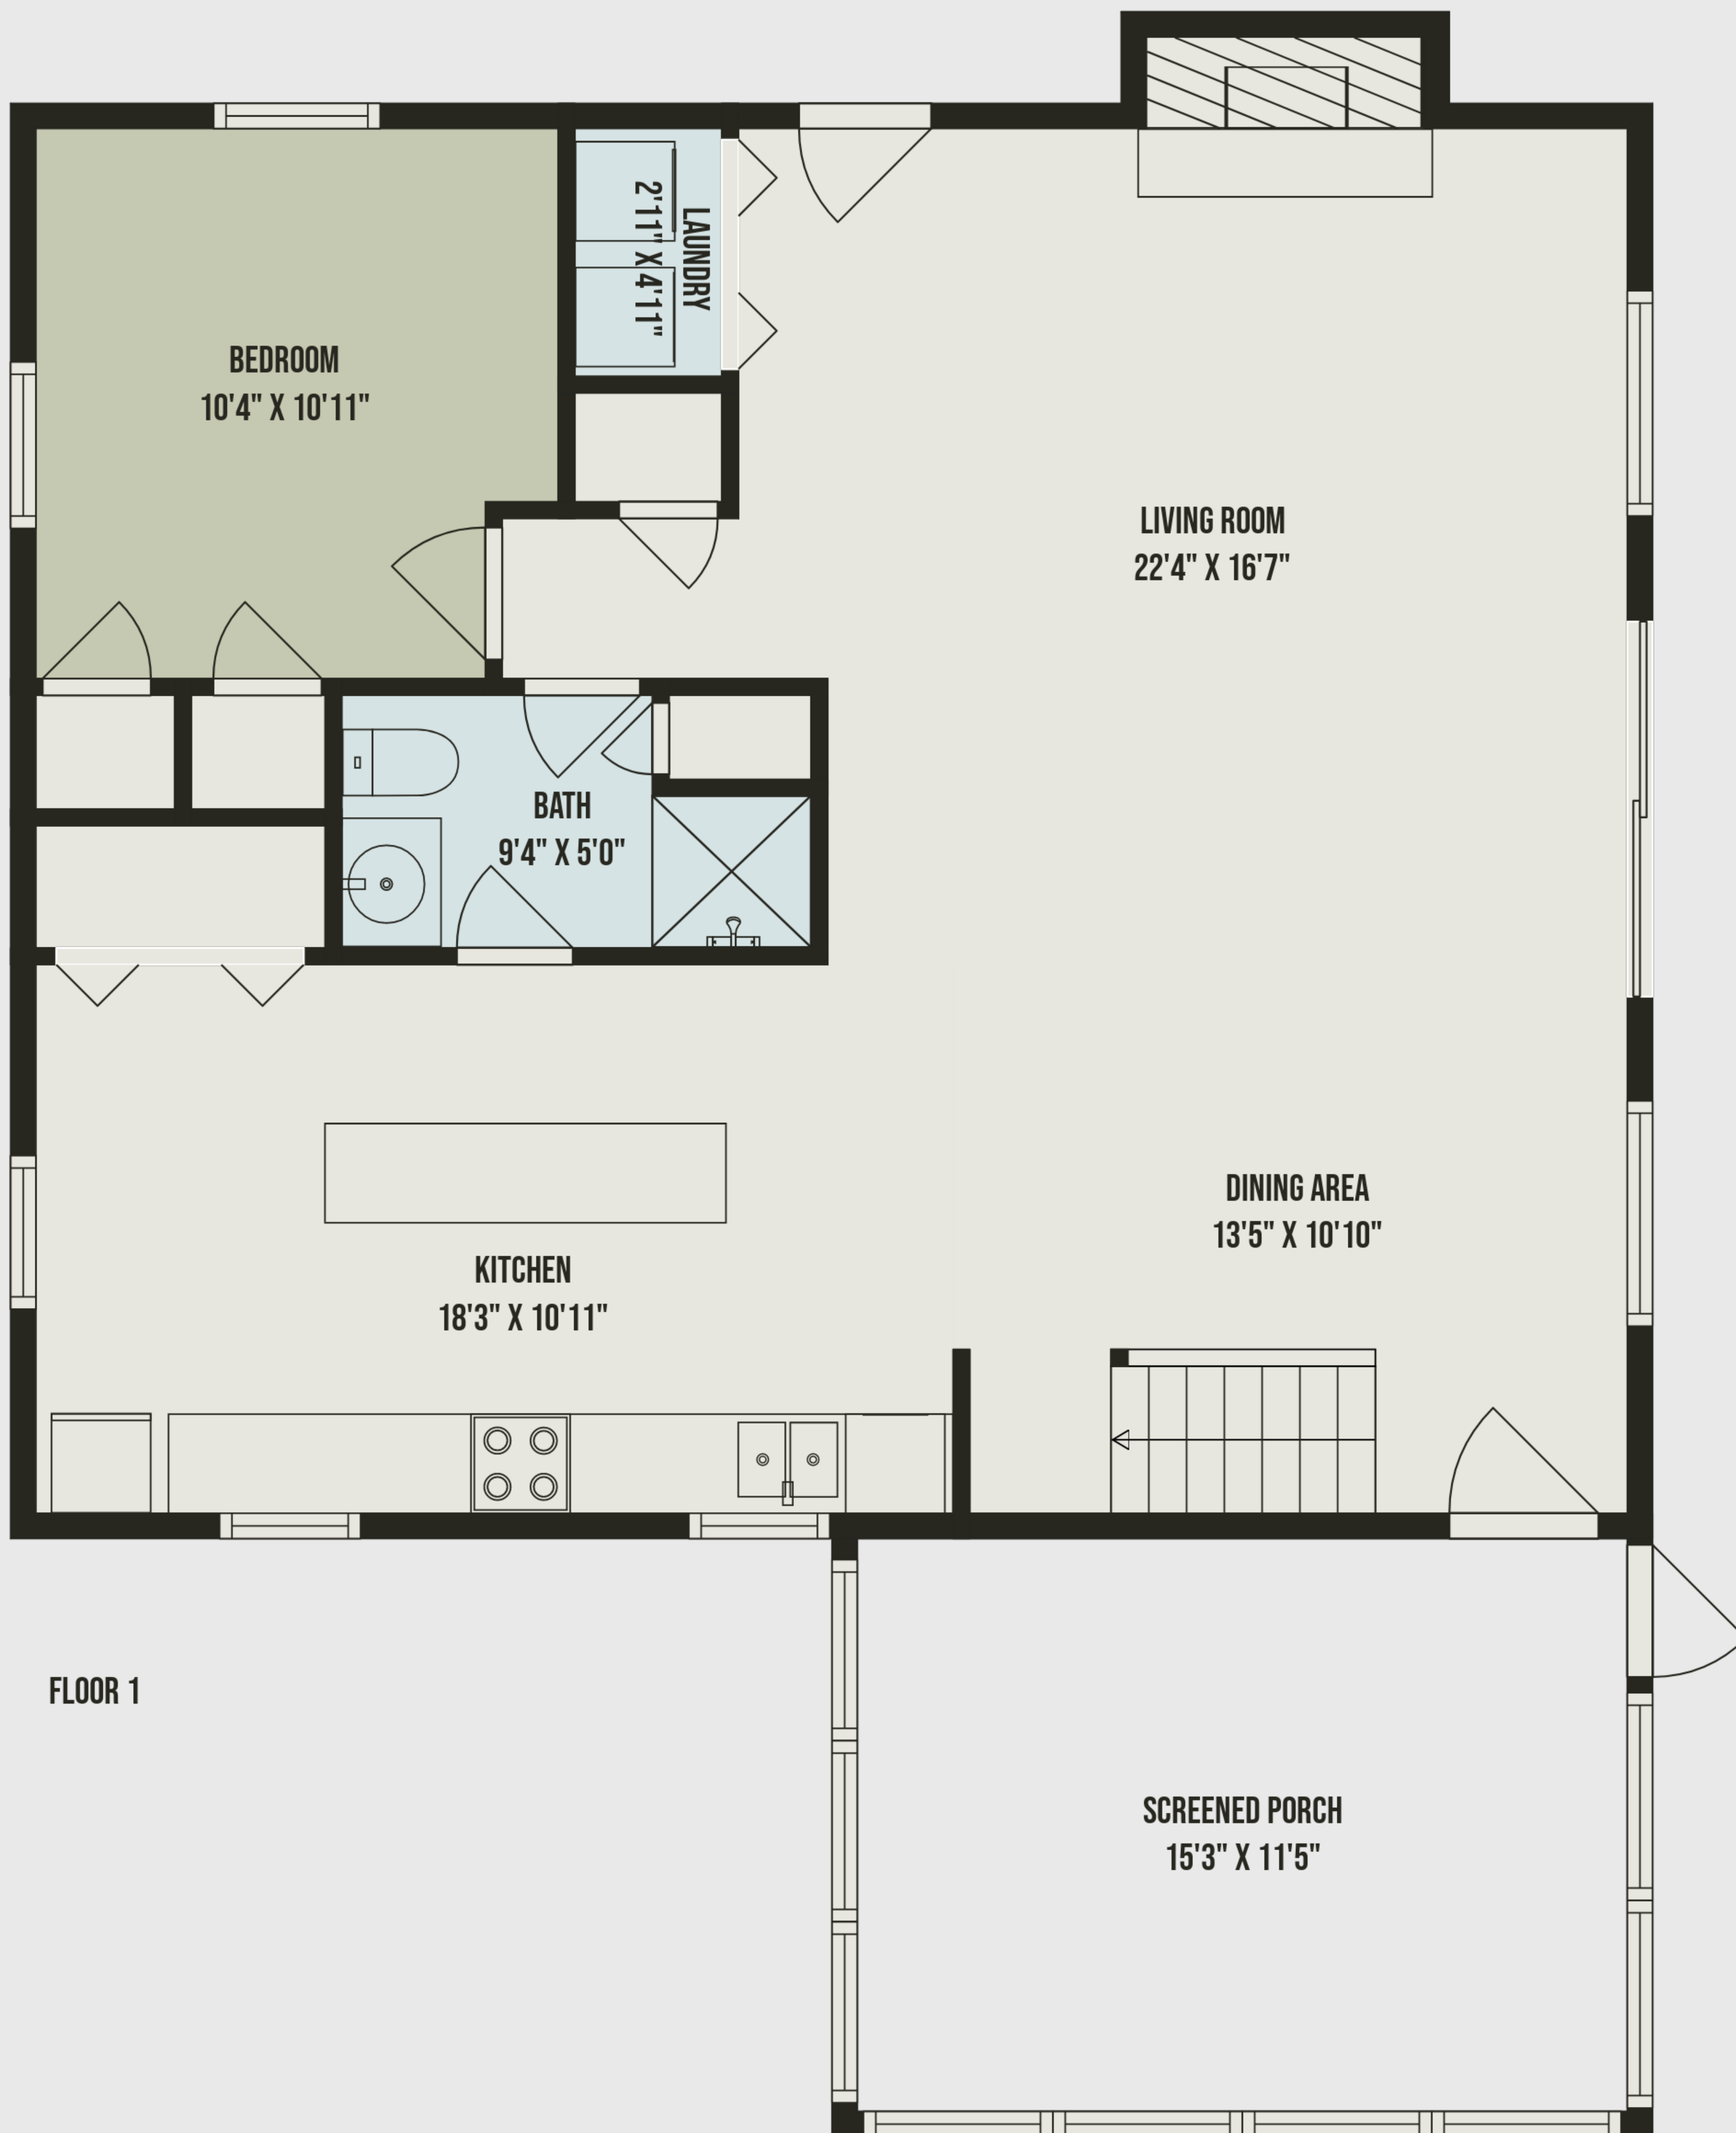 LAUNDRY
2'11" X 4'11"
BEDROOM
10'4" X 10'11"
LIVING ROOM
22'4" X 16'7"
BATH
9'4" X 5'0"
DINING AREA
13'5" X 10'10"
KITCHEN
18'3" X 10'11"
FLOOR 1
SCREENED PORCH
15'3" X 11'5"